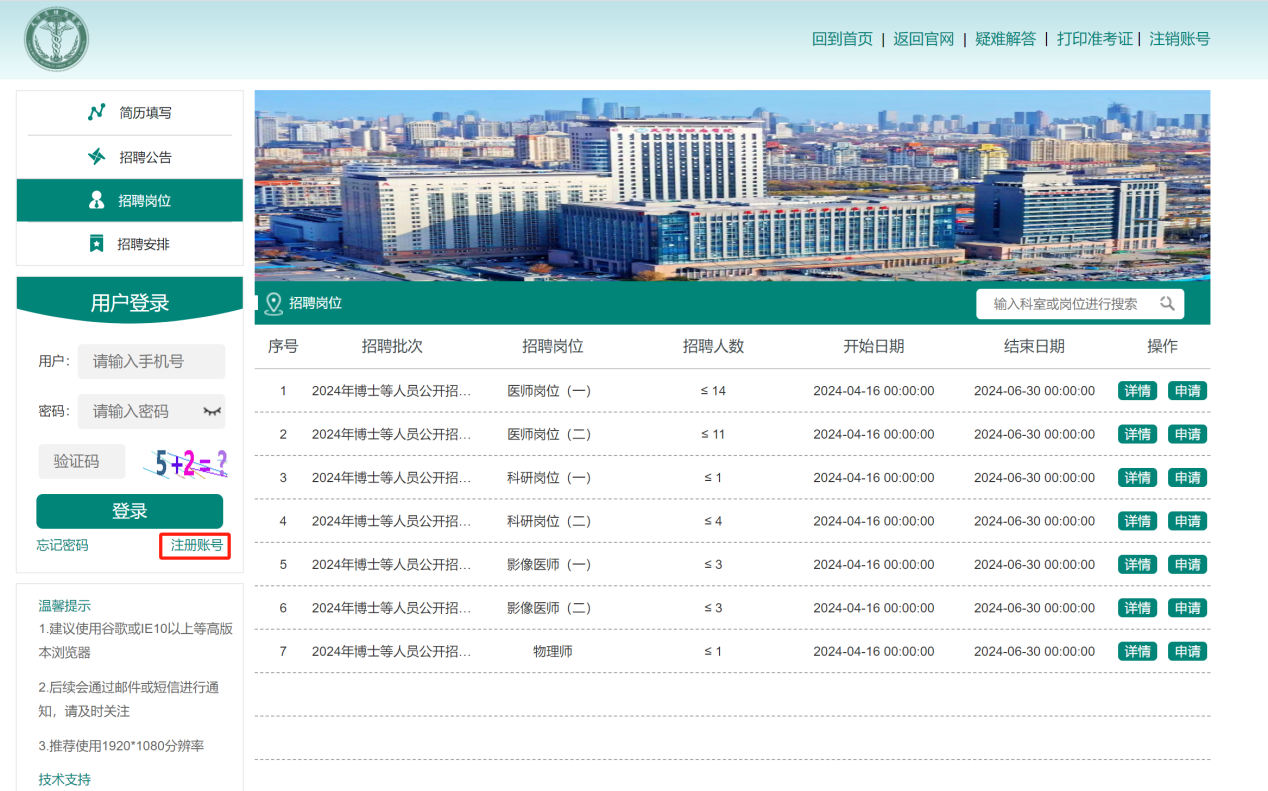 回到首页 | 返回官网 | 疑难解答 | 打印准考证 | 注销账号
简历填写
招聘公告
招聘岗位
招聘安排
用户登录
用户: 请输入手机号
密码: 请输入密码
验证码 5+2=?
登录
忘记密码 注册账号
温馨提示
1.建议使用谷歌或IE10以上等高版
本浏览器
2.后续会通过邮件或短信进行通
知，请及时关注
3.推荐使用1920*1080分辨率
技术支持
招聘岗位 输入科室或岗位进行搜索
序号 招聘批次 招聘岗位 招聘人数 开始日期 结束日期 操作
1 2024年博士等人员公开招... 医师岗位（一） ≤ 14 2024-04-16 00:00:00 2024-06-30 00:00:00 详情 申请
2 2024年博士等人员公开招... 医师岗位（二） ≤ 11 2024-04-16 00:00:00 2024-06-30 00:00:00 详情 申请
3 2024年博士等人员公开招... 科研岗位（一） ≤ 1 2024-04-16 00:00:00 2024-06-30 00:00:00 详情 申请
4 2024年博士等人员公开招... 科研岗位（二） ≤ 4 2024-04-16 00:00:00 2024-06-30 00:00:00 详情 申请
5 2024年博士等人员公开招... 影像医师（一） ≤ 3 2024-04-16 00:00:00 2024-06-30 00:00:00 详情 申请
6 2024年博士等人员公开招... 影像医师（二） ≤ 3 2024-04-16 00:00:00 2024-06-30 00:00:00 详情 申请
7 2024年博士等人员公开招... 物理师 ≤ 1 2024-04-16 00:00:00 2024-06-30 00:00:00 详情 申请